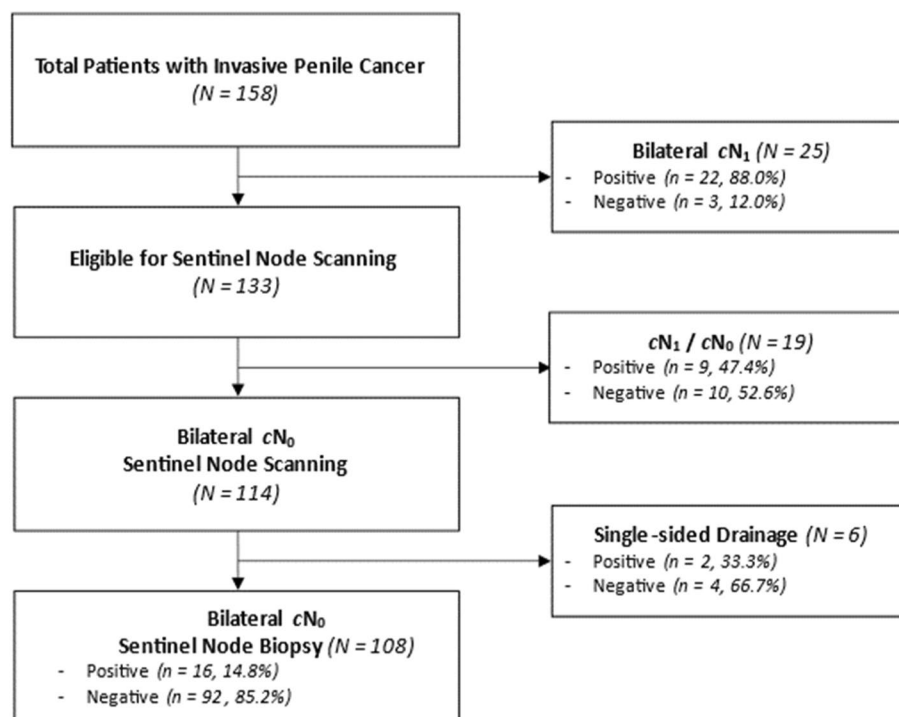 Total Patients with Invasive Penile Cancer
(N = 158)
Bilateral cN₁ (N = 25)
- Positive (n = 22, 88.0%)
- Negative (n = 3, 12.0%)
Eligible for Sentinel Node Scanning
(N = 133)
cN₁ / cN₀ (N = 19)
- Positive (n = 9, 47.4%)
- Negative (n = 10, 52.6%)
Bilateral cN₀
Sentinel Node Scanning
(N = 114)
Single-sided Drainage (N = 6)
- Positive (n = 2, 33.3%)
- Negative (n = 4, 66.7%)
Bilateral cN₀
Sentinel Node Biopsy (N = 108)
- Positive (n = 16, 14.8%)
- Negative (n = 92, 85.2%)